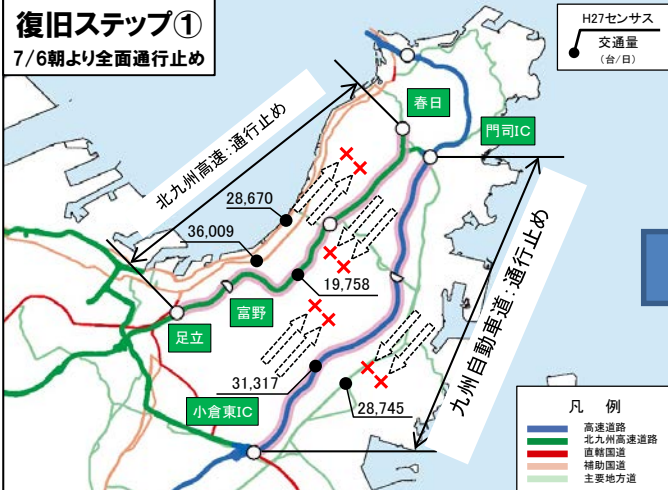 復旧ステップ①
7/6朝より全面通行止め
H27センサス
交通量
(台/日)
春日
門司IC
北九州高速:通行止め
28,670
36,009
19,758
富野
足立
九州自動車道:通行止め
31,317
小倉東IC
28,745
凡 例
高速道路
北九州高速道路
直轄国道
補助国道
主要地方道